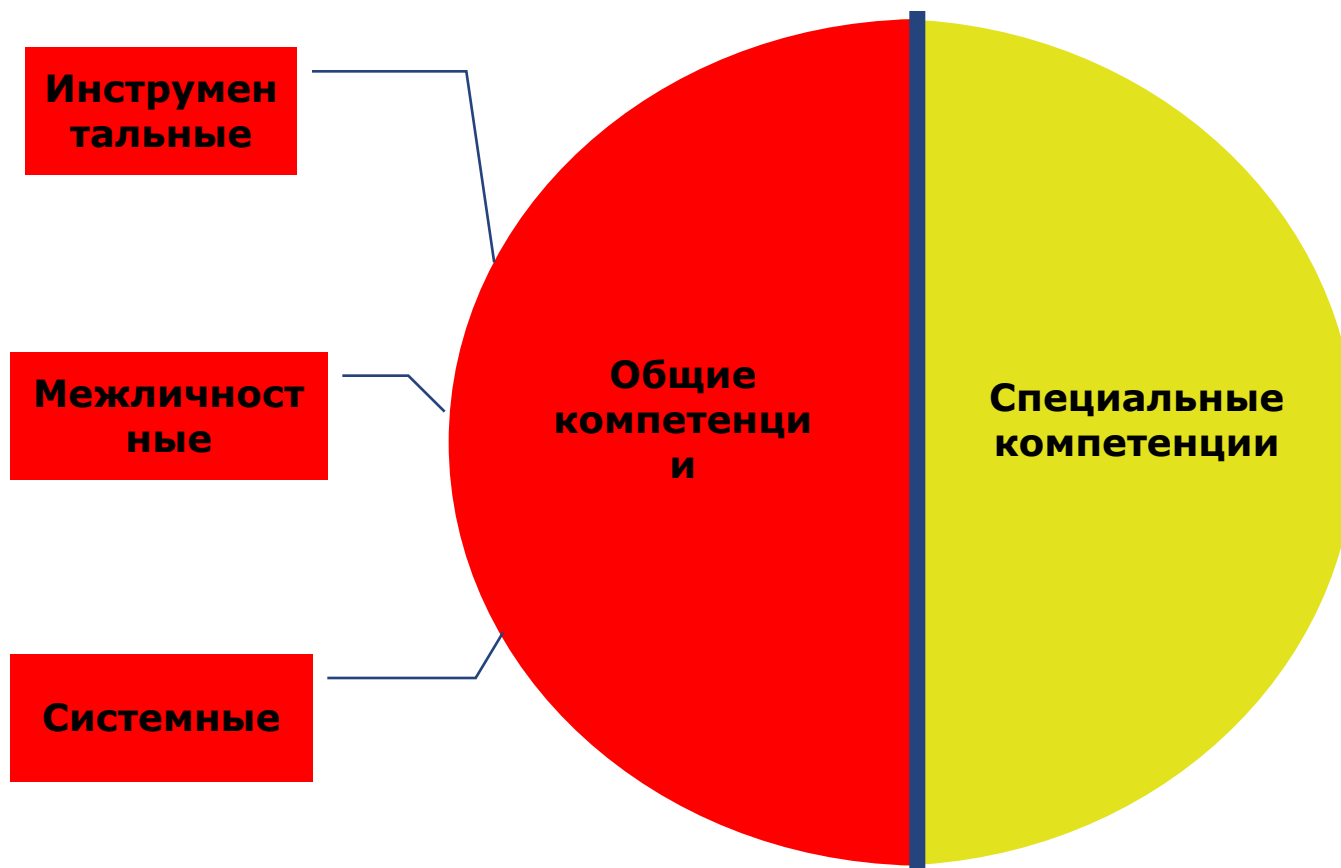 Инструмен
тальные
Межличност
ные
Системные
Общие
компетенци
и
Специальные
компетенции